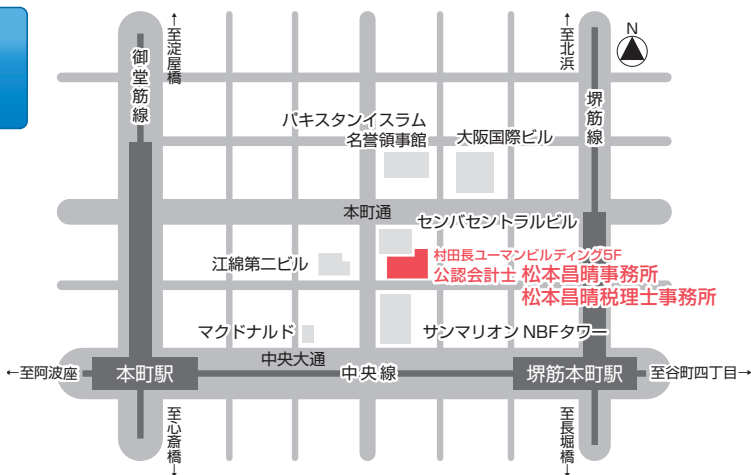 ←至淀屋橋
←至北浜
N
御堂筋線
堺筋線
パキスタンイスラム
名誉領事館
大阪国際ビル
本町通
センバセントラルビル
村田長ユーマンビルディング5F
江綿第二ビル
公認会計士 松本昌晴事務所
松本昌晴税理士事務所
マクドナルド
サンマリオン NBFタワー
中央大通
←至阿波座
本町駅
中央線
堺筋本町駅
至谷町四丁目→
至心斎橋→
至長堀橋→